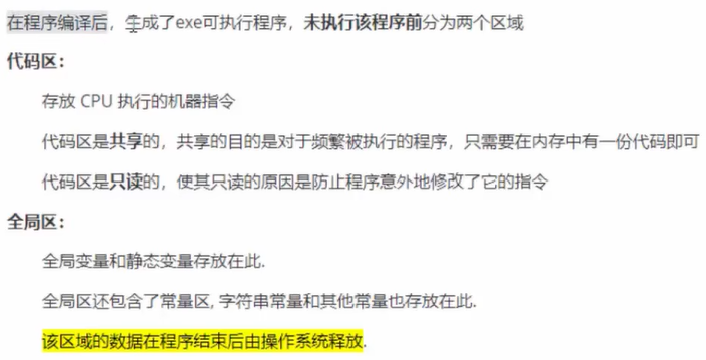 在程序编译后，生成了exe可执行程序，未执行该程序前分为两个区域
代码区：
存放 CPU 执行的机器指令
代码区是共享的，共享的目的是对于频繁被执行的程序，只需要在内存中有一份代码即可
代码区是只读的，使其只读的原因是防止程序意外地修改了它的指令
全局区：
全局变量和静态变量存放在此.
全局区还包含了常量区, 字符串常量和其他常量也存放在此.
该区域的数据在程序结束后由操作系统释放.